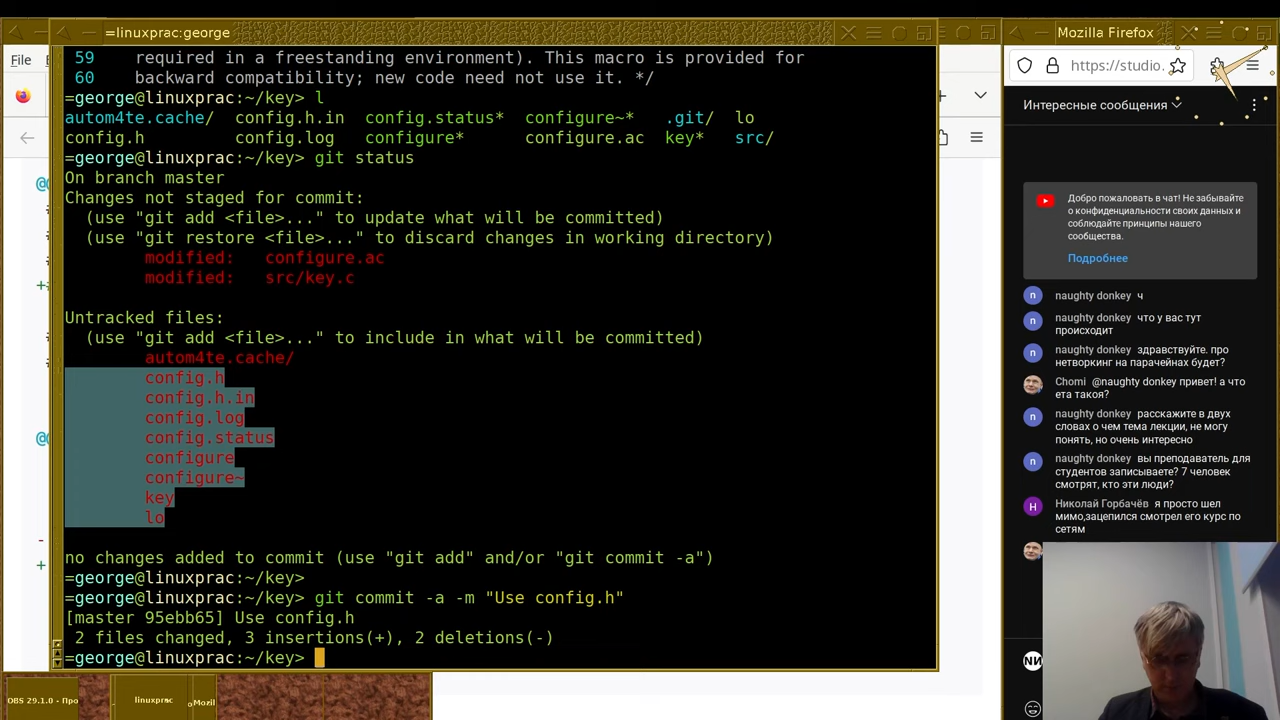 =linuxprac:george
59    required in a freestanding environment). This macro is provided for
60    backward compatibility; new code need not use it. */
=george@linuxprac:~/key> l
autom4te.cache/  config.h.in  config.status*  configure~*   .git/  lo
config.h         config.log   configure*      configure.ac  key*   src/
=george@linuxprac:~/key> git status
On branch master
Changes not staged for commit:
  (use "git add <file>..." to update what will be committed)
  (use "git restore <file>..." to discard changes in working directory)
        modified:   configure.ac
        modified:   src/key.c
Untracked files:
  (use "git add <file>..." to include in what will be committed)
        autom4te.cache/
        config.h
        config.h.in
        config.log
        config.status
        configure
        configure~
        key
        lo
no changes added to commit (use "git add" and/or "git commit -a")
=george@linuxprac:~/key>
=george@linuxprac:~/key> git commit -a -m "Use config.h"
[master 95ebb65] Use config.h
 2 files changed, 3 insertions(+), 2 deletions(-)
=george@linuxprac:~/key>
File
Mozilla Firefox
https://studio.
Интересные сообщения
Добро пожаловать в чат! Не забывайте
о конфиденциальности своих данных и
соблюдайте принципы нашего
сообщества.
Подробнее
naughty donkey ч
naughty donkey что у вас тут
происходит
naughty donkey здравствуйте. про
нетворкинг на парачейнах будет?
Chomi @naughty donkey привет! а что
ета такоя?
naughty donkey расскажите в двух
словах о чем тема лекции, не могу
понять, но очень интересно
naughty donkey вы преподаватель для
студентов записываете? 7 человек
смотрят, кто эти люди?
Николай Горбачёв я просто шел
мимо,зацепился смотрел его курс по
сетям
DBS 29.1.0 - Про
linuxprac
Mozil